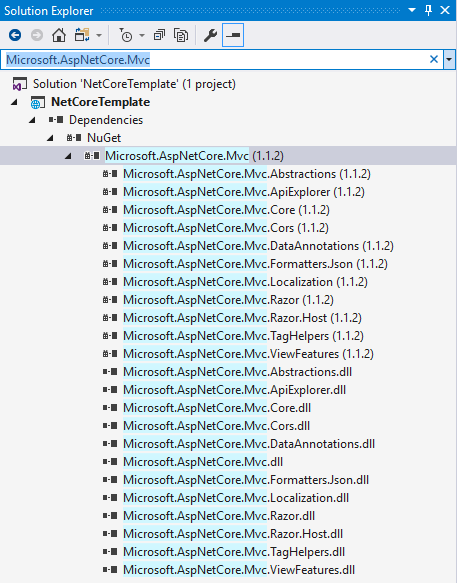 Solution Explorer
Microsoft.AspNetCore.Mvc
Solution 'NetCoreTemplate' (1 project)
NetCoreTemplate
Dependencies
NuGet
Microsoft.AspNetCore.Mvc (1.1.2)
Microsoft.AspNetCore.Mvc.Abstractions (1.1.2)
Microsoft.AspNetCore.Mvc.ApiExplorer (1.1.2)
Microsoft.AspNetCore.Mvc.Core (1.1.2)
Microsoft.AspNetCore.Mvc.Cors (1.1.2)
Microsoft.AspNetCore.Mvc.DataAnnotations (1.1.2)
Microsoft.AspNetCore.Mvc.Formatters.Json (1.1.2)
Microsoft.AspNetCore.Mvc.Localization (1.1.2)
Microsoft.AspNetCore.Mvc.Razor (1.1.2)
Microsoft.AspNetCore.Mvc.Razor.Host (1.1.2)
Microsoft.AspNetCore.Mvc.TagHelpers (1.1.2)
Microsoft.AspNetCore.Mvc.ViewFeatures (1.1.2)
Microsoft.AspNetCore.Mvc.Abstractions.dll
Microsoft.AspNetCore.Mvc.ApiExplorer.dll
Microsoft.AspNetCore.Mvc.Core.dll
Microsoft.AspNetCore.Mvc.Cors.dll
Microsoft.AspNetCore.Mvc.DataAnnotations.dll
Microsoft.AspNetCore.Mvc.dll
Microsoft.AspNetCore.Mvc.Formatters.Json.dll
Microsoft.AspNetCore.Mvc.Localization.dll
Microsoft.AspNetCore.Mvc.Razor.dll
Microsoft.AspNetCore.Mvc.Razor.Host.dll
Microsoft.AspNetCore.Mvc.TagHelpers.dll
Microsoft.AspNetCore.Mvc.ViewFeatures.dll